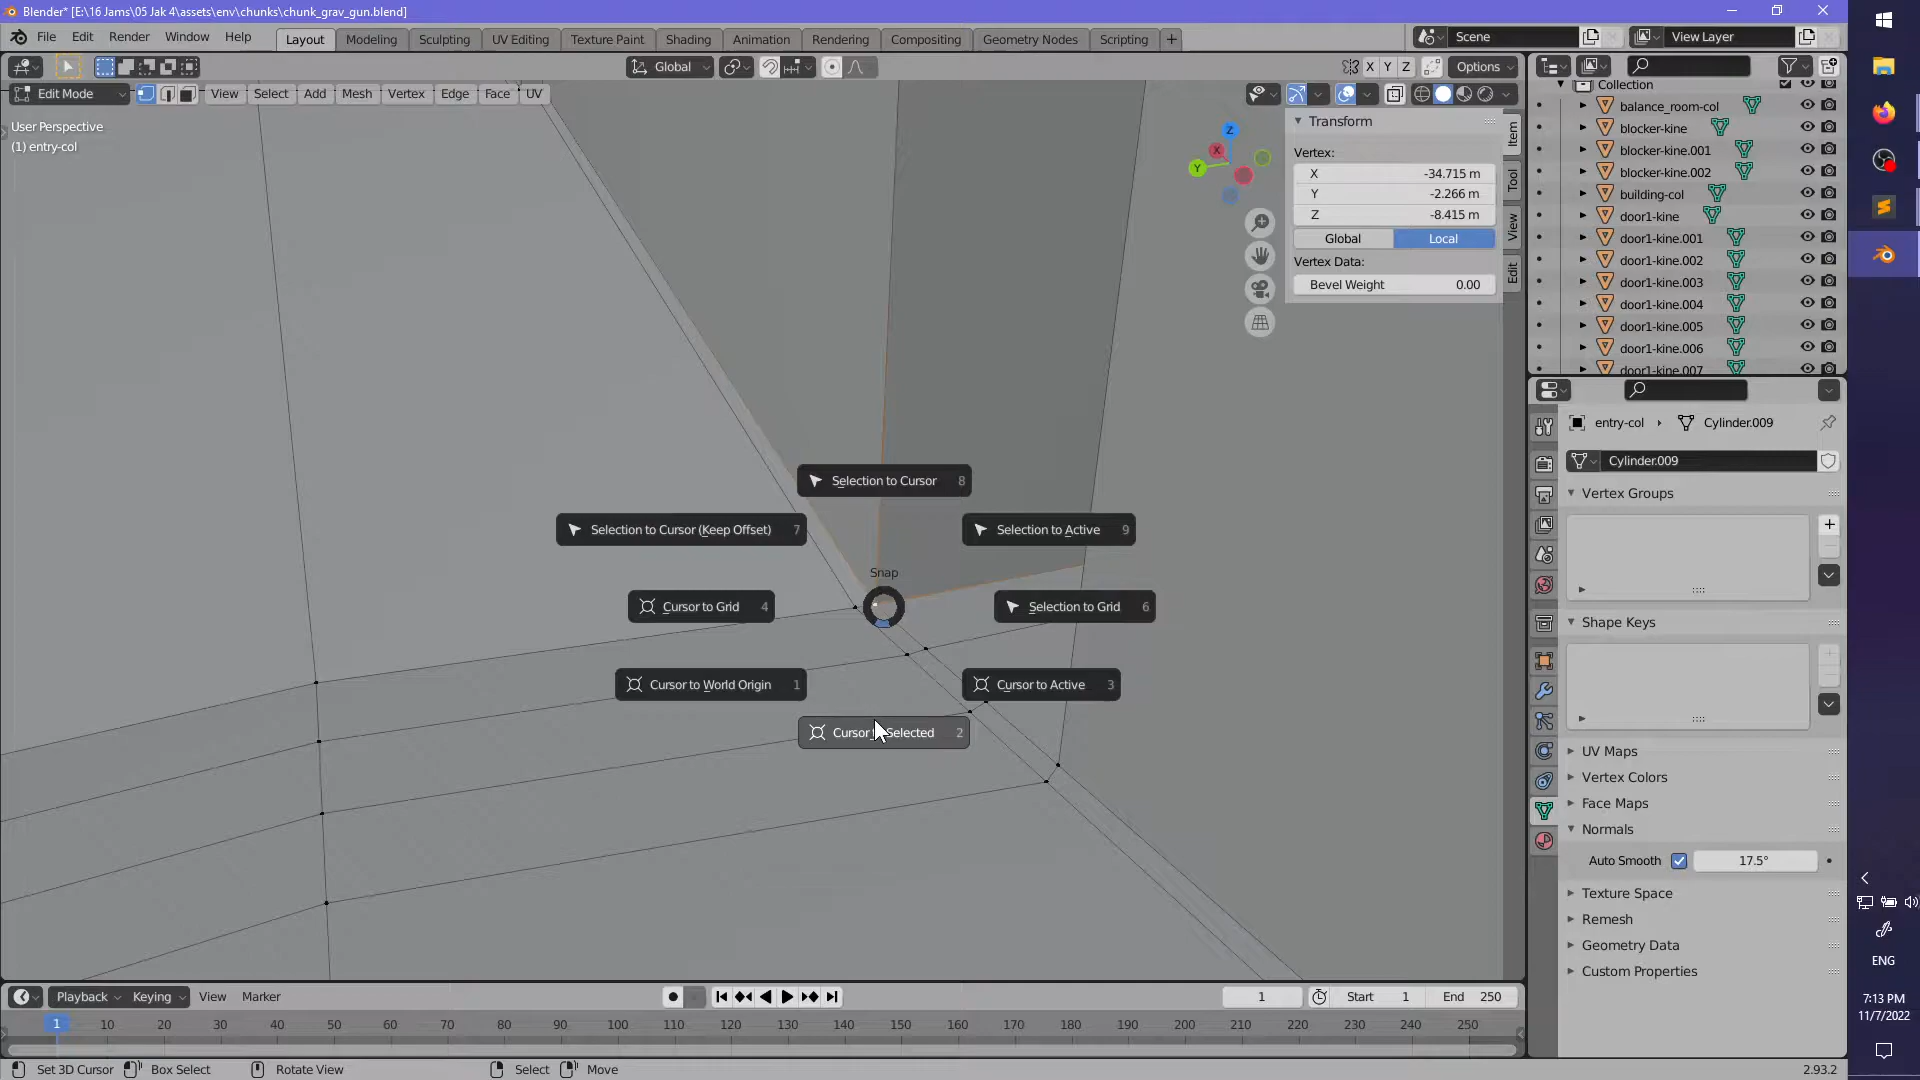 Blender* [E:\16 Jams\05 Jak 4\assets\env\chunks\chunk_grav_gun.blend]
File Edit Render Window Help
Layout Modeling Sculpting UV Editing Texture Paint Shading Animation Rendering Compositing Geometry Nodes Scripting +
Scene
View Layer
Global
X Y Z Options
Edit Mode
View Select Add Mesh Vertex Edge Face UV
User Perspective
(1) entry-col
Z
X
Y
Transform
Vertex:
X -34.715 m
Y -2.266 m
Z -8.415 m
Global Local
Vertex Data:
Bevel Weight 0.00
Item
Tool
View
Edit
Collection
balance_room-col
blocker-kine
blocker-kine.001
blocker-kine.002
building-col
door1-kine
door1-kine.001
door1-kine.002
door1-kine.003
door1-kine.004
door1-kine.005
door1-kine.006
door1-kine.007
Selection to Cursor 8
Selection to Cursor (Keep Offset) 7
Selection to Active 9
Snap
Cursor to Grid 4
Selection to Grid 6
Cursor to World Origin 1
Cursor to Active 3
Cursor to Selected 2
entry-col Cylinder.009
Cylinder.009
Vertex Groups
Shape Keys
UV Maps
Vertex Colors
Face Maps
Normals
Auto Smooth 17.5°
Texture Space
Remesh
Geometry Data
Custom Properties
Playback Keying View Marker
1 Start 1 End 250
1 10 20 30 40 50 60 70 80 90 100 110 120 130 140 150 160 170 180 190 200 210 220 230 240 250
Set 3D Cursor Box Select Rotate View Select Move
2.93.2
ENG
7:13 PM
11/7/2022